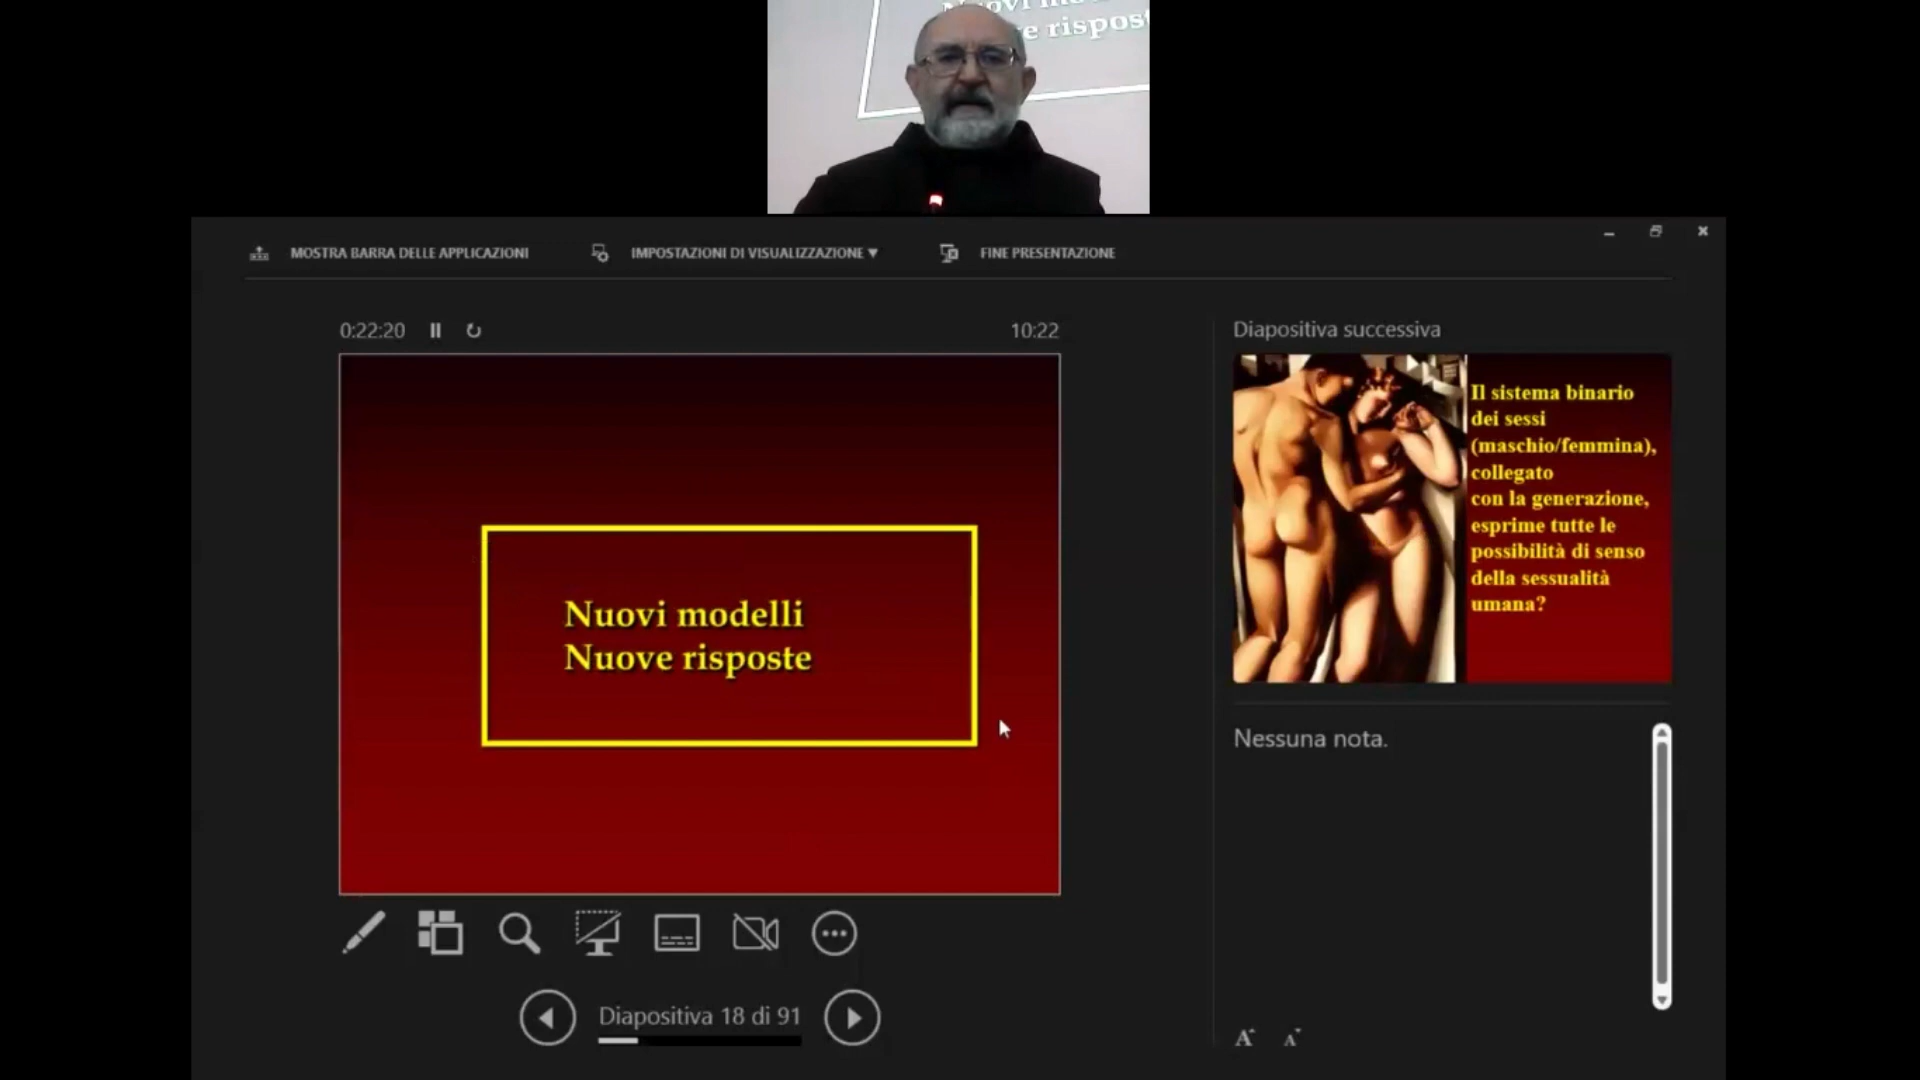 e rispost
MOSTRA BARRA DELLE APPLICAZIONI
IMPOSTAZIONI DI VISUALIZZAZIONE ▼
FINE PRESENTAZIONE
0:22:20
10:22
Nuovi modelli
Nuove risposte
Diapositiva 18 di 91
Diapositiva successiva
Il sistema binario
dei sessi
(maschio/femmina),
collegato
con la generazione,
esprime tutte le
possibilità di senso
della sessualità
umana?
Nessuna nota.
A A